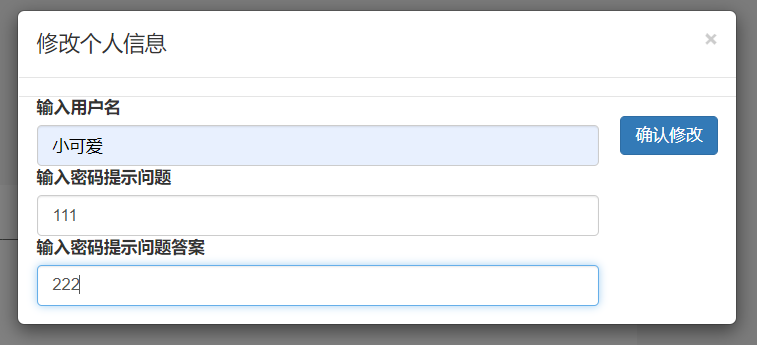 修改个人信息
×
输入用户名
小可爱
确认修改
输入密码提示问题
111
输入密码提示问题答案
222